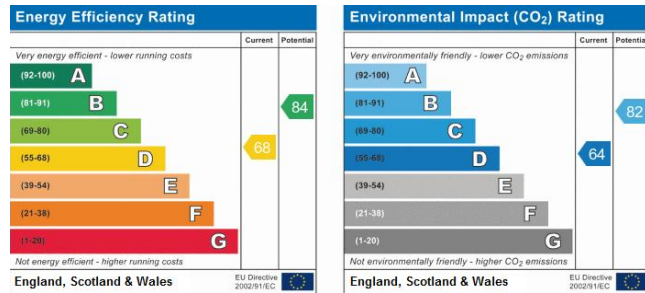 Energy Efficiency Rating
Current Potential
Very energy efficient - lower running costs
(92-100) A
(81-91) B
84
(69-80) C
68
(55-68) D
(39-54) E
(21-38) F
(1-20) G
Not energy efficient - higher running costs
England, Scotland & Wales
EU Directive
2002/91/EC
Environmental Impact (CO2) Rating
Current Potential
Very environmentally friendly - lower CO2 emissions
(92-100) A
(81-91) B
82
(69-80) C
(55-68) D
64
(39-54) E
(21-38) F
(1-20) G
Not environmentally friendly - higher CO2 emissions
England, Scotland & Wales
EU Directive
2002/91/EC